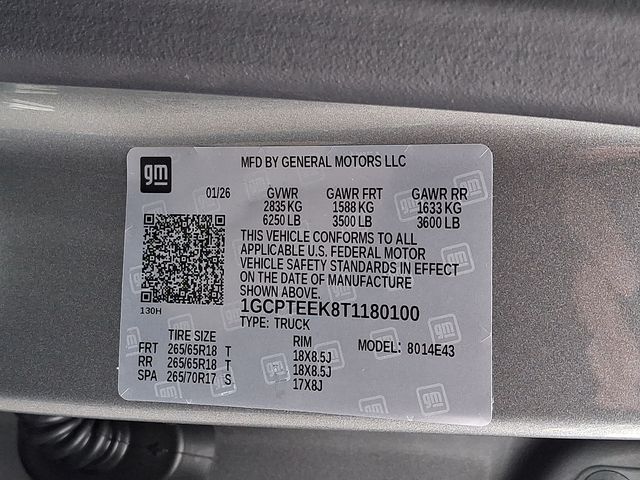 gm
MFD BY GENERAL MOTORS LLC
01/26 GVWR GAWR FRT GAWR RR
2835 KG 1588 KG 1633 KG
6250 LB 3500 LB 3600 LB
THIS VEHICLE CONFORMS TO ALL
APPLICABLE U.S. FEDERAL MOTOR
VEHICLE SAFETY STANDARDS IN EFFECT
ON THE DATE OF MANUFACTURE
SHOWN ABOVE.
130H
1GCPTEEK8T1180100
TYPE: TRUCK
TIRE SIZE RIM MODEL: 8014E43
FRT 265/65R18 T 18X8.5J
RR 265/65R18 T 18X8.5J
SPA 265/70R17 S 17X8J